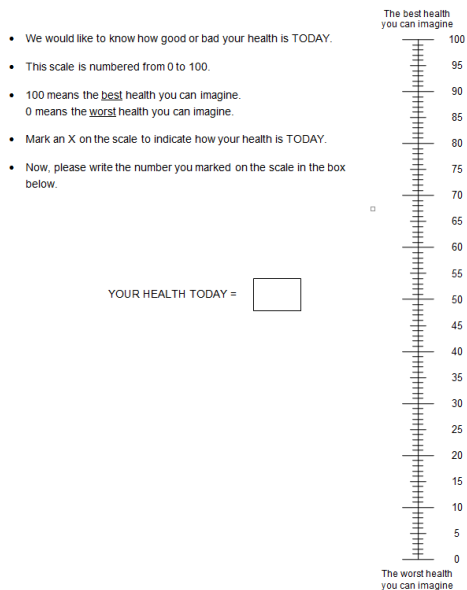 • We would like to know how good or bad your health is TODAY.
• This scale is numbered from 0 to 100.
• 100 means the best health you can imagine.
0 means the worst health you can imagine.
• Mark an X on the scale to indicate how your health is TODAY.
• Now, please write the number you marked on the scale in the box
below.
YOUR HEALTH TODAY =
The best health
you can imagine
100
95
90
85
80
75
70
65
60
55
50
45
40
35
30
25
20
15
10
5
0
The worst health
you can imagine